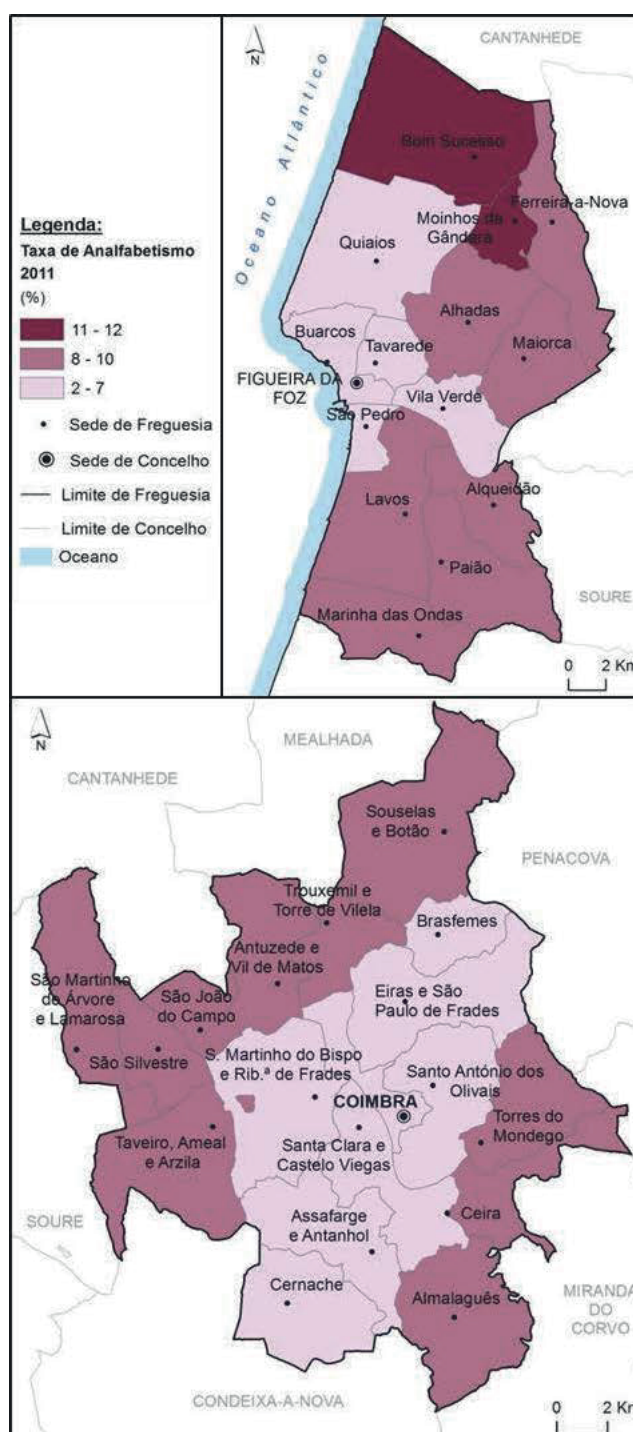 N
CANTANHEDE
Oceano Atlântico
Bom Sucesso
Legenda:
Taxa de Analfabetismo
2011
(%)
11 - 12
8 - 10
2 - 7
Sede de Freguesia
Sede de Concelho
Limite de Freguesia
Limite de Concelho
Oceano
Moinhos da
Gândara
Ferreira-a-Nova
Quiaios
Alhadas
Buarcos
Tavarede
Maiorca
FIGUEIRA DA
FOZ
Vila Verde
São Pedro
Lavos
Alqueidão
Paião
SOURE
Marinha das Ondas
0 2 Km
N
MEALHADA
CANTANHEDE
Souselas
e Botão
PENACOVA
Trouxemil e
Torre de Vilela
Brasfemes
Antuzede e
Vil de Matos
São Martinho
de Árvore
e Lamarosa
São João
do Campo
Eiras e São
Paulo de Frades
São Silvestre
S. Martinho do Bispo
e Rib.ª de Frades
Santo António dos
Olivais
COIMBRA
Torres do
Mondego
Taveiro, Ameal
e Arzila
Santa Clara e
Castelo Viegas
SOURE
Assafarge
e Antanhol
Ceira
Cernache
Almalaguês
MIRANDA
DO
CORVO
CONDEIXA-A-NOVA
0 2 Km